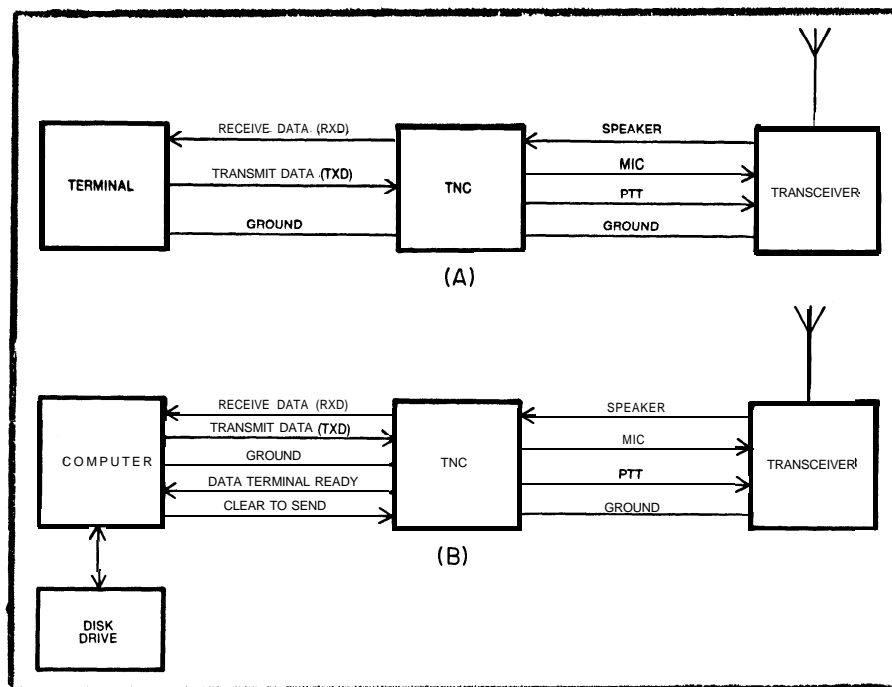 RECEIVE DATA (RXD)
SPEAKER
TERMINAL
TRANSMIT DATA (TXD)
TNC
MIC
PTT
TRANSCEIVER
GROUND
GROUND
(A)
RECEIVE DATA (RXD)
SPEAKER
TRANSMIT DATA (TXD)
MIC
COMPUTER
GROUND
TNC
TRANSCEIVER
DATA TERMINAL READY
PTT
CLEAR TO SEND
GROUND
(B)
DISK
DRIVE